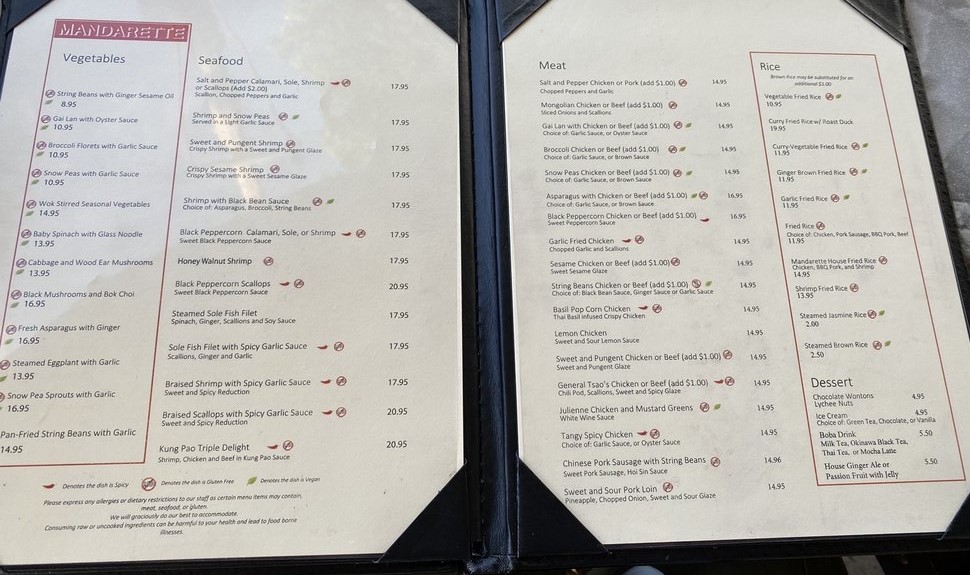 MANDARETTE
Vegetables
String Beans with Ginger Sesame Oil
8.95
Gai Lan with Oyster Sauce
10.95
Broccoli Florets with Garlic Sauce
10.95
Snow Peas with Garlic Sauce
10.95
Wok Stirred Seasonal Vegetables
14.95
Baby Spinach with Glass Noodle
13.95
Cabbage and Wood Ear Mushrooms
13.95
Black Mushrooms and Bok Choi
16.95
Fresh Asparagus with Ginger
16.95
Steamed Eggplant with Garlic
13.95
Snow Pea Sprouts with Garlic
16.95
Pan-Fried String Beans with Garlic
14.95
Seafood
Salt and Pepper Calamari, Sole, Shrimp
or Scallops (Add $2.00) 17.95
Scallion, Chopped Peppers and Garlic
Shrimp and Snow Peas 17.95
Served in a Light Garlic Sauce
Sweet and Pungent Shrimp 17.95
Crispy Shrimp with a Sweet and Pungent Glaze
Crispy Sesame Shrimp 17.95
Crispy Shrimp with a Sweet Sesame Glaze
Shrimp with Black Bean Sauce 17.95
Choice of: Asparagus, Broccoli, String Beans
Black Peppercorn Calamari, Sole, or Shrimp 17.95
Sweet Black Peppercorn Sauce
Honey Walnut Shrimp 17.95
Black Peppercorn Scallops 20.95
Sweet Black Peppercorn Sauce
Steamed Sole Fish Filet 17.95
Spinach, Ginger, Scallions and Soy Sauce
Sole Fish Filet with Spicy Garlic Sauce 17.95
Scallions, Ginger and Garlic
Braised Shrimp with Spicy Garlic Sauce 17.95
Sweet and Spicy Reduction
Braised Scallops with Spicy Garlic Sauce 20.95
Sweet and Spicy Reduction
Kung Pao Triple Delight 20.95
Shrimp, Chicken and Beef in Kung Pao Sauce
Denotes the dish is Spicy Denotes the dish is Gluten Free Denotes the dish is Vegan
Please express any allergies or dietary restrictions to our staff as certain menu items may contain,
meat, seafood, or gluten.
We will graciously do our best to accommodate.
Consuming raw or uncooked ingredients can be harmful to your health and lead to food borne
illnesses.
Meat
Salt and Pepper Chicken or Pork (add $1.00) 14.95
Chopped Peppers and Garlic
Mongolian Chicken or Beef (add $1.00) 14.95
Sliced Onions and Scallions
Gai Lan with Chicken or Beef (add $1.00) 14.95
Choice of: Garlic Sauce, or Oyster Sauce
Broccoli Chicken or Beef (add $1.00) 14.95
Choice of: Garlic Sauce, or Brown Sauce
Snow Peas Chicken or Beef (add $1.00) 14.95
Choice of: Garlic Sauce, or Brown Sauce
Asparagus with Chicken or Beef (add $1.00) 16.95
Choice of: Garlic Sauce, or Brown Sauce
Black Peppercorn Chicken or Beef (add $1.00) 16.95
Sweet Peppercorn Sauce
Garlic Fried Chicken 14.95
Chopped Garlic and Scallions
Sesame Chicken or Beef (add $1.00) 14.95
Sweet Sesame Glaze
String Beans Chicken or Beef (add $1.00) 14.95
Choice of: Black Bean Sauce, Ginger Sauce or Garlic Sauce
Basil Pop Corn Chicken 14.95
Thai Basil infused Crispy Chicken
Lemon Chicken 14.95
Sweet and Sour Lemon Sauce
Sweet and Pungent Chicken or Beef (add $1.00) 14.95
Sweet and Pungent Glaze
General Tsao's Chicken or Beef (add $1.00) 14.95
Chili Pod, Scallions, Sweet and Spicy Glaze
Julienne Chicken and Mustard Greens 14.95
White Wine Sauce
Tangy Spicy Chicken 14.95
Choice of: Garlic Sauce, or Oyster Sauce
Chinese Pork Sausage with String Beans 14.96
Sweet Pork Sausage, Hoi Sin Sauce
Sweet and Sour Pork Loin 14.95
Pineapple, Chopped Onion, Sweet and Sour Glaze
Rice
Brown Rice may be substituted for an
additional $1.00
Vegetable Fried Rice
10.95
Curry Fried Rice w/ Roast Duck
19.95
Curry-Vegetable Fried Rice
11.95
Ginger Brown Fried Rice
11.95
Garlic Fried Rice
11.95
Fried Rice
Choice of: Chicken, Pork Sausage, BBQ Pork, Beef
11.95
Mandarette House Fried Rice
Chicken, BBQ Pork, and Shrimp
14.95
Shrimp Fried Rice
13.95
Steamed Jasmine Rice
2.00
Steamed Brown Rice
2.50
Dessert
Chocolate Wontons 4.95
Lychee Nuts
Ice Cream 4.95
Choice of: Green Tea, Chocolate, or Vanilla
Boba Drink 5.50
Milk Tea, Okinawa Black Tea,
Thai Tea, or Mocha Latte
House Ginger Ale or 5.50
Passion Fruit with Jelly